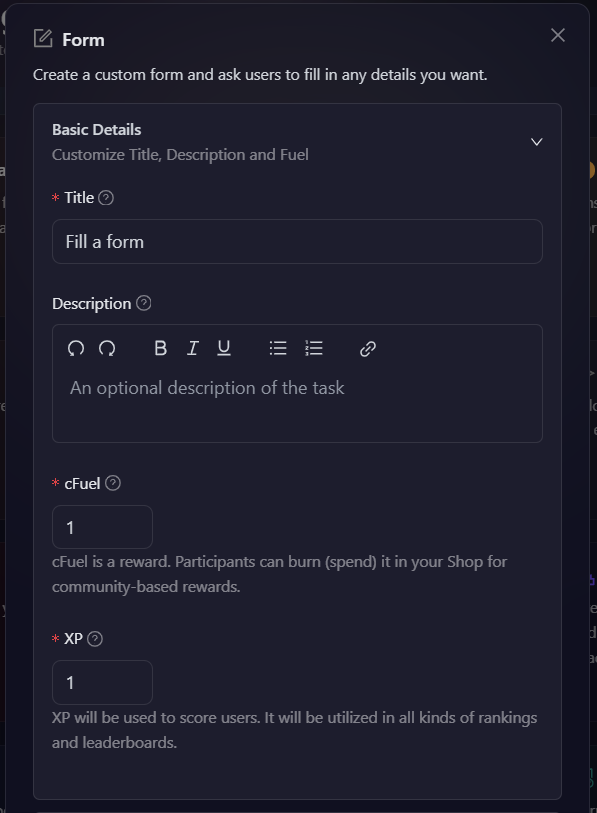 Form
Create a custom form and ask users to fill in any details you want.
Basic Details
Customize Title, Description and Fuel
* Title ?
Fill a form
Description ?
B I U
An optional description of the task
* cFuel ?
1
cFuel is a reward. Participants can burn (spend) it in your Shop for
community-based rewards.
* XP ?
1
XP will be used to score users. It will be utilized in all kinds of rankings
and leaderboards.